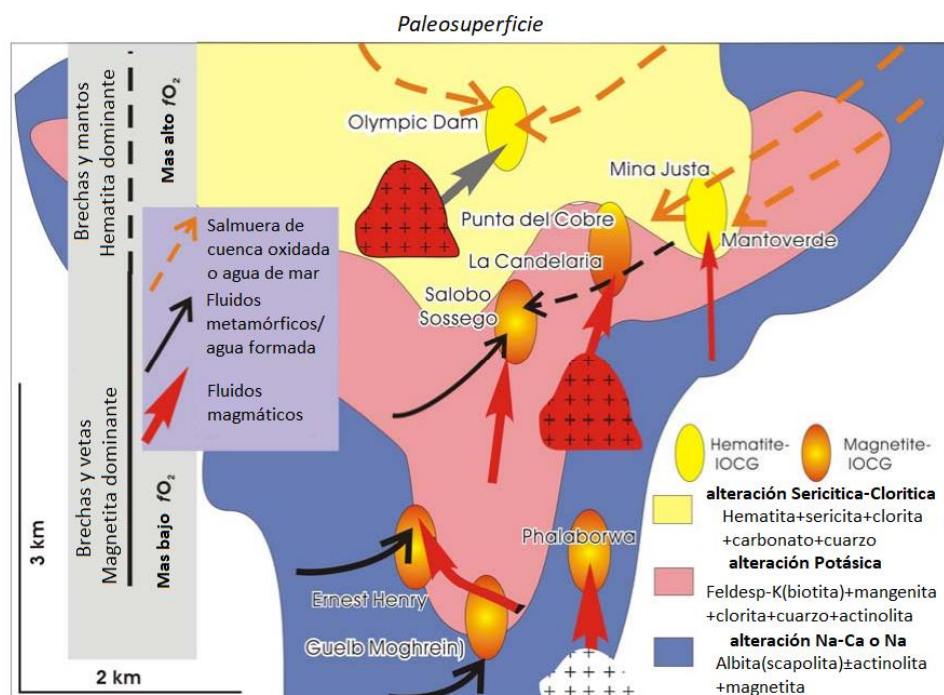 Paleosuperficie
Brechas y mantos
Hematita dominante
Mas alto fO2
Olympic Dam
Mina Justa
Punta del Cobre
Mantoverde
La Candelaria
Salobo
Sossego
Salmuera de
cuenca oxidada
o agua de mar
Fluidos
metamórficos/
agua formada
Fluidos
magmáticos
Brechas y vetas
Magnetita dominante
Mas bajo fO2
3 km
2 km
Ernest Henry
Guelb Moghrein)
Phalaborwa
Hematite-
IOCG
Magnetite-
IOCG
alteración Sericitica-Cloritica
Hematita+sericita+clorita
+carbonato+cuarzo
alteración Potásica
Feldesp-K(biotita)+mangenita
+clorita+cuarzo+actinolita
alteración Na-Ca o Na
Albita(scapolita)±actinolita
+magnetita